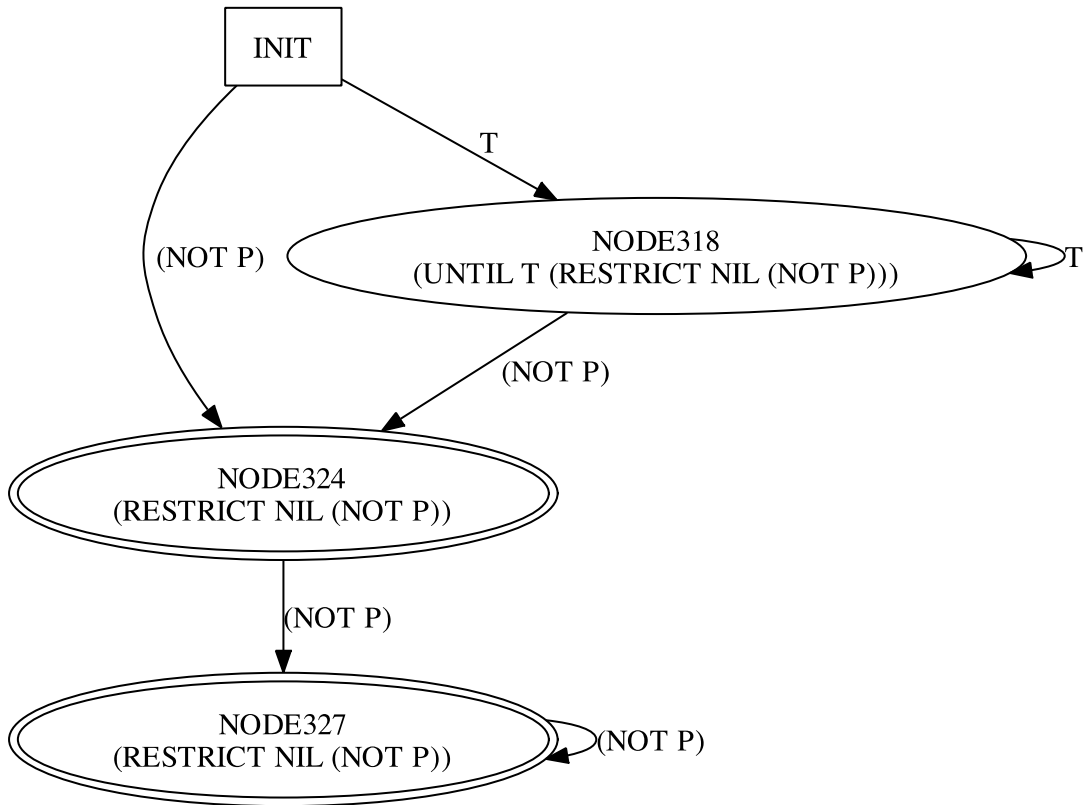 INIT
T
(NOT P)
NODE318
(UNTIL T (RESTRICT NIL (NOT P)))
T
(NOT P)
NODE324
(RESTRICT NIL (NOT P))
(NOT P)
NODE327
(RESTRICT NIL (NOT P))
(NOT P)